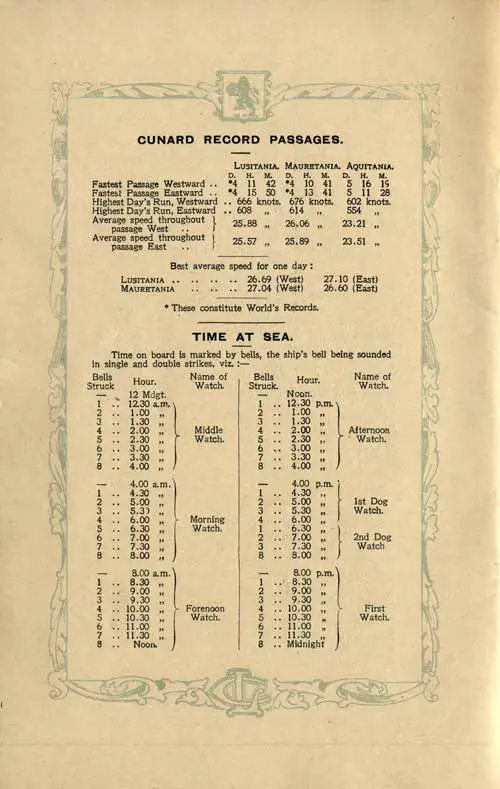 CUNARD RECORD PASSAGES.
LUSITANIA. MAURETANIA. AQUITANIA.
D. H. M. D. H. M. D. H. M.
Fastest Passage Westward .. *4 11 42 *4 10 41 5 16 19
Fastest Passage Eastward .. *4 15 50 *4 13 41 5 11 28
Highest Day's Run, Westward .. 666 knots. 676 knots. 602 knots.
Highest Day's Run, Eastward .. 608 „ 614 „ 554 „
Average speed throughout passage West .. } 25.88 „ 26.06 „ 23.21 „
Average speed throughout passage East .. } 25.57 „ 25.89 „ 23.51 „
Best average speed for one day :
LUSITANIA .. .. .. .. 26.69 (West) 27.10 (East)
MAURETANIA .. .. .. 27.04 (West) 26.60 (East)
* These constitute World's Records.
TIME AT SEA.
Time on board is marked by bells, the ship's bell being sounded
in single and double strikes, viz. :—
Bells Struck Hour. Name of Watch.
— 12 Mdgt.
1 .. 12.30 a.m.
2 .. 1.00 „
3 .. 1.30 „
4 .. 2.00 „ Middle
5 .. 2.30 „ Watch.
6 .. 3.00 „
7 .. 3.30 „
8 .. 4.00 „
— 4.00 a.m.
1 .. 4.30 „
2 .. 5.00 „
3 .. 5.30 „
4 .. 6.00 „ Morning
5 .. 6.30 „ Watch.
6 .. 7.00 „
7 .. 7.30 „
8 .. 8.00 „
— 8.00 a.m.
1 .. 8.30 „
2 .. 9.00 „
3 .. 9.30 „
4 .. 10.00 „ Forenoon
5 .. 10.30 „ Watch.
6 .. 11.00 „
7 .. 11.30 „
8 .. Noon.
Bells Struck. Hour. Name of Watch.
— Noon.
1 .. 12.30 p.m.
2 .. 1.00 „
3 .. 1.30 „
4 .. 2.00 „ Afternoon
5 .. 2.30 „ Watch.
6 .. 3.00 „
7 .. 3.30 „
8 .. 4.00 „
— 4.00 p.m.
1 .. 4.30 „
2 .. 5.00 „ 1st Dog
3 .. 5.30 „ Watch.
4 .. 6.00 „
1 .. 6.30 „
2 .. 7.00 „ 2nd Dog
3 .. 7.30 „ Watch
8 .. 8.00 „
— 8.00 p.m.
1 .. 8.30 „
2 .. 9.00 „
3 .. 9.30 „
4 .. 10.00 „ First
5 .. 10.30 „ Watch.
6 .. 11.00 „
7 .. 11.30 „
8 .. Midnight